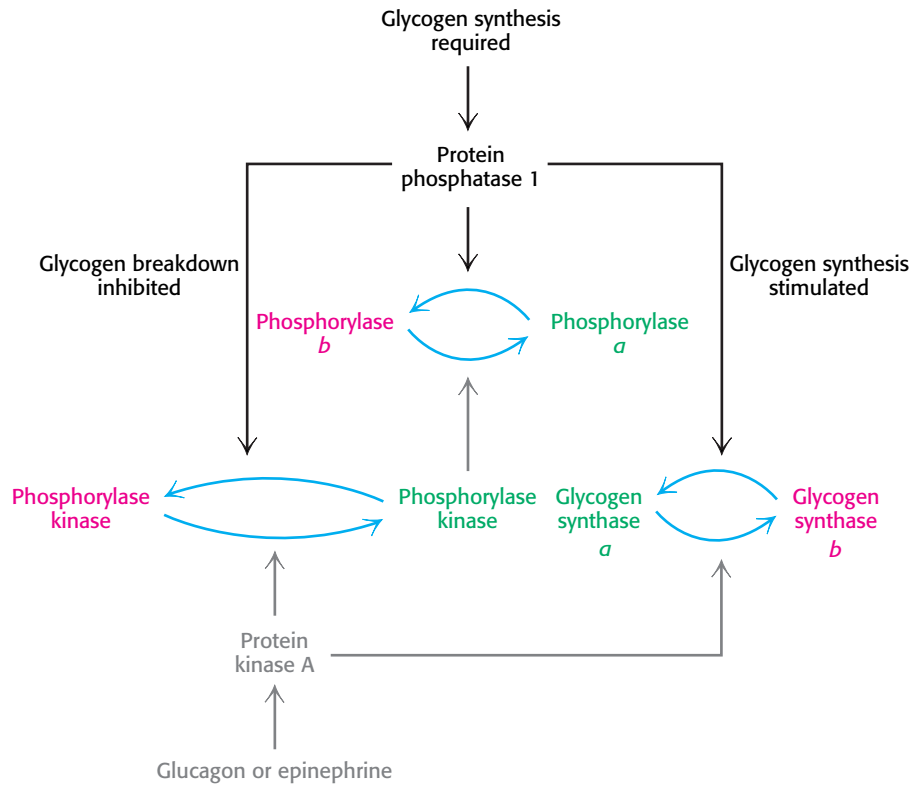 Glycogen synthesis
required
Protein
phosphatase 1
Glycogen breakdown
inhibited
Glycogen synthesis
stimulated
Phosphorylase
b
Phosphorylase
a
Phosphorylase
kinase
Phosphorylase
kinase
Glycogen
synthase
a
Glycogen
synthase
b
Protein
kinase A
Glucagon or epinephrine